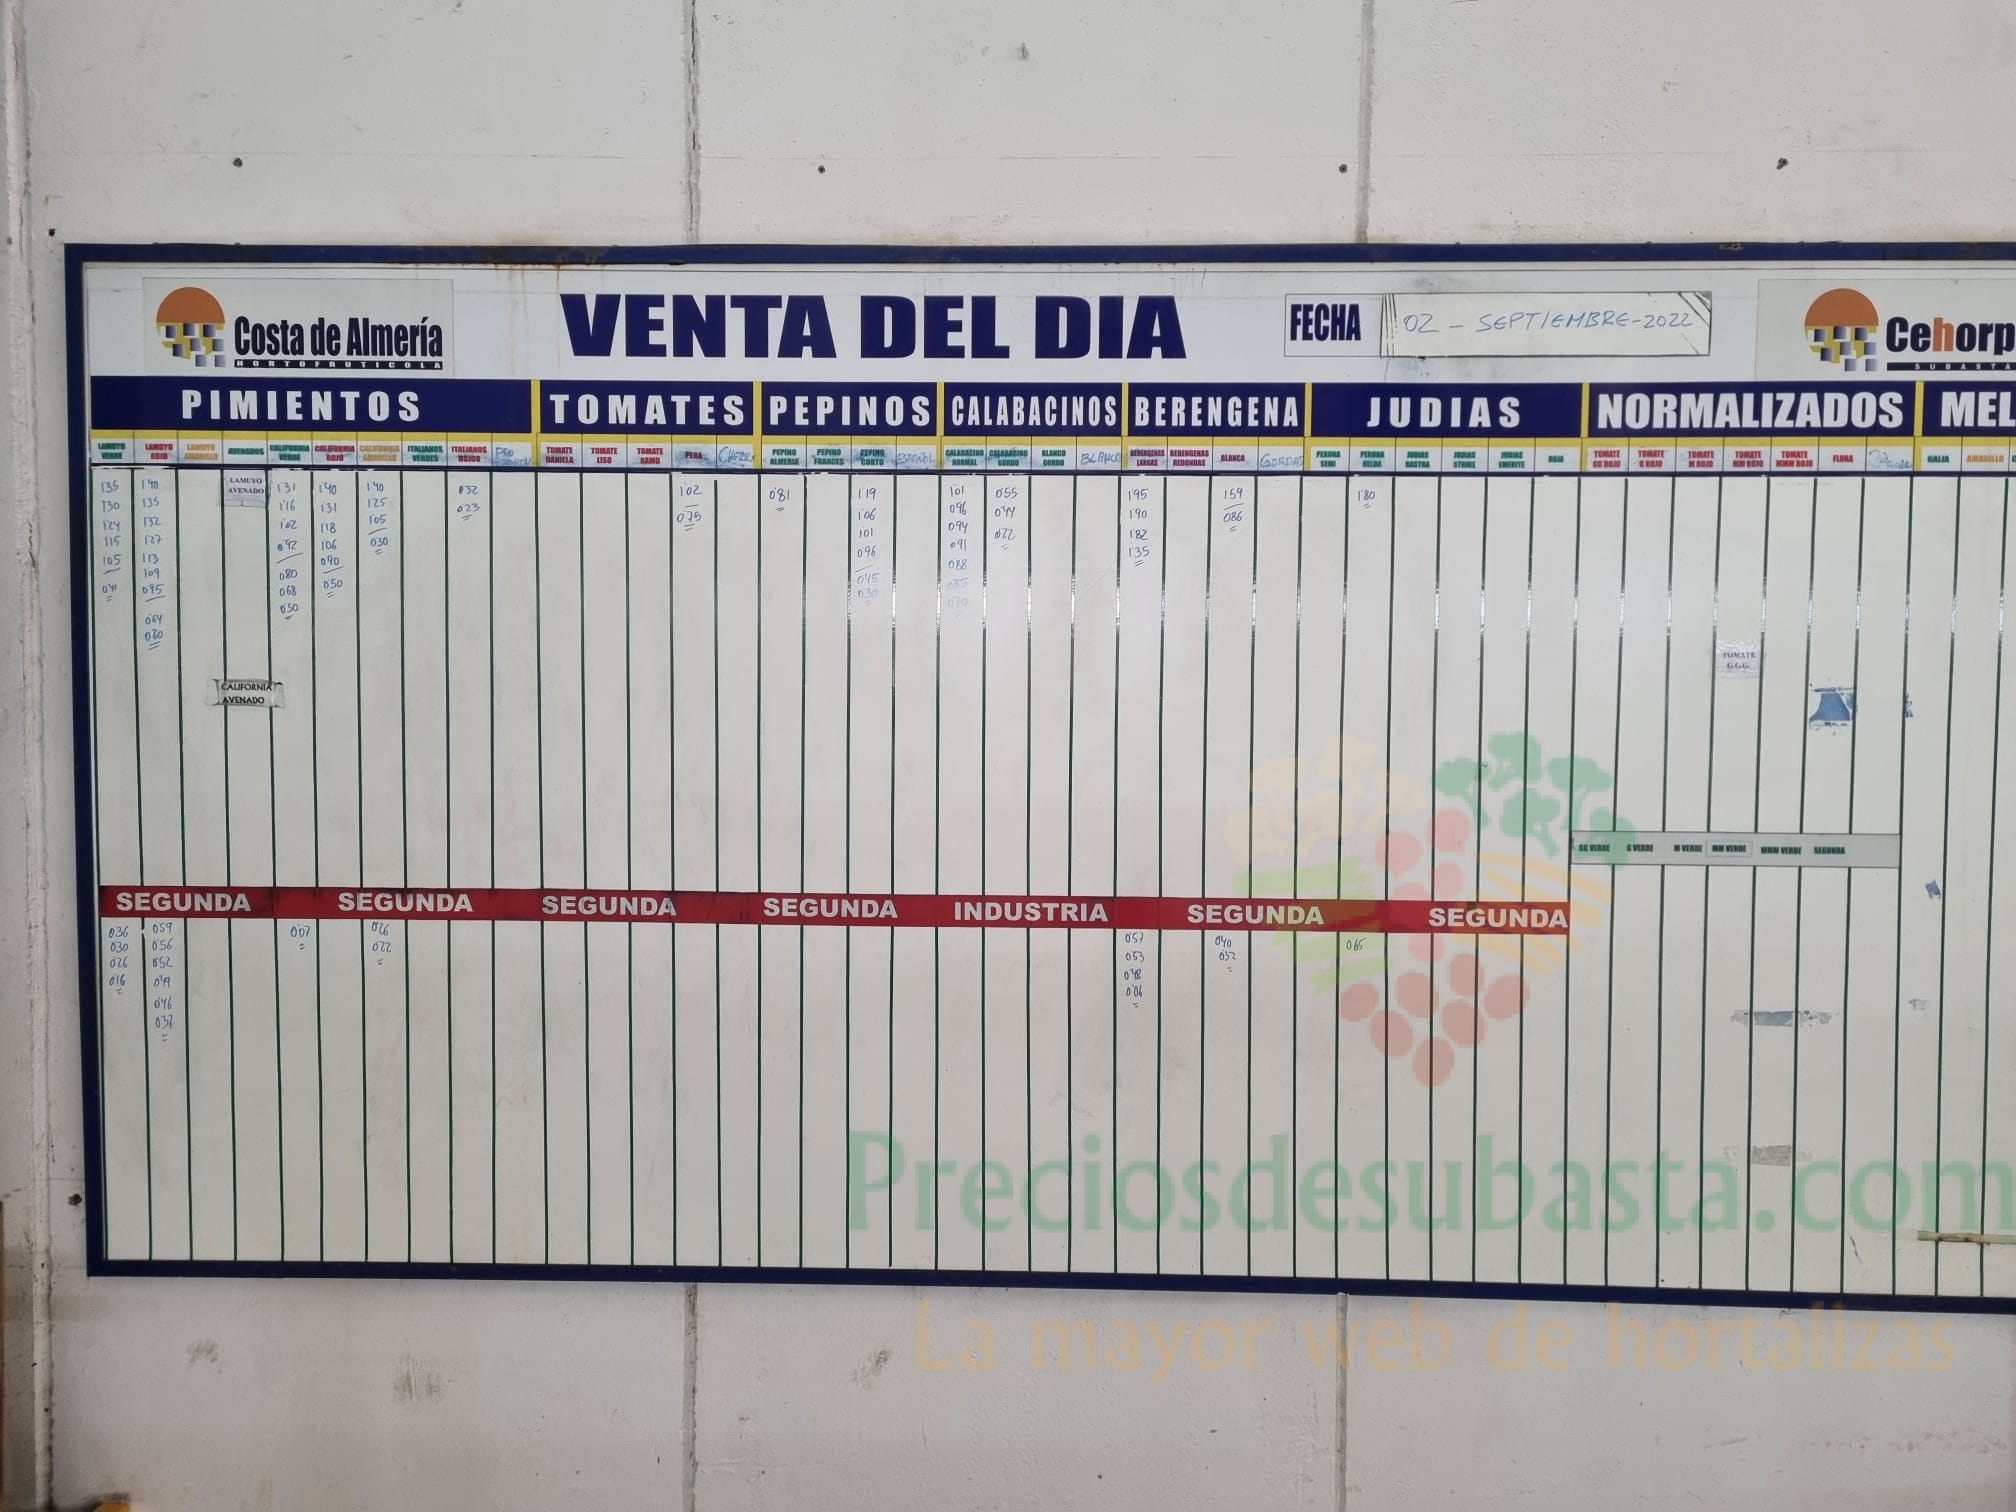 Costa de Almería
HORTOFRUTICOLA
VENTA DEL DIA
FECHA
02 - SEPTIEMBRE-2022
Cehorp
SUBASTA
PIMIENTOS
TOMATES
PEPINOS
CALABACINOS
BERENGENA
JUDIAS
NORMALIZADOS
MEL
LAMUYO VERDE
LAMUYO ROJO
LAMUYO AMARILLO
AVENADOS
CALIFORNIA VERDE
CALIFORNIA ROJO
CALIFORNIA AMARILLO
ITALIANOS VERDES
ITALIANOS ROJOS
TOMATE DANIELA
TOMATE LISO
TOMATE RAMO
PERA
PEPINO ALMERIA
PEPINO FRANCES
PEPINO CORTO
ESPAÑOL
CALABACINO NORMAL
CALABACINO GORDO
BLANCO GORDO
BLANCO
BERENGENAS LARGAS
BERENGENAS REDONDAS
BLANCA
GORDAS
PERONA SEMI
PERONA HELDA
JUDIAS RASTRA
JUDIAS STRIKE
JUDIAS EMERITE
ROJA
TOMATE GG ROJO
TOMATE G ROJO
TOMATE M ROJO
TOMATE MM ROJO
TOMATE MMM ROJO
FLORA
GALIA
AMARILLO
135
130
124
115
105
041
140
135
132
127
113
109
095
064
060
LAMUYO
AVENADO
131
116
102
092
080
068
050
140
131
118
106
090
050
140
125
105
030
032
023
102
075
081
119
106
101
096
045
030
101
096
094
091
088
085
070
055
044
022
195
190
182
135
159
086
180
CALIFORNIA
AVENADO
TOMATE
G.G.G.
GG VERDE
G VERDE
M VERDE
MM VERDE
MMM VERDE
SEGUNDA
SEGUNDA
SEGUNDA
SEGUNDA
SEGUNDA
INDUSTRIA
SEGUNDA
SEGUNDA
036
030
026
016
059
056
052
049
046
037
007
026
022
057
053
048
006
040
032
065
Preciosdesubasta.com
La mayor web de hortalizas